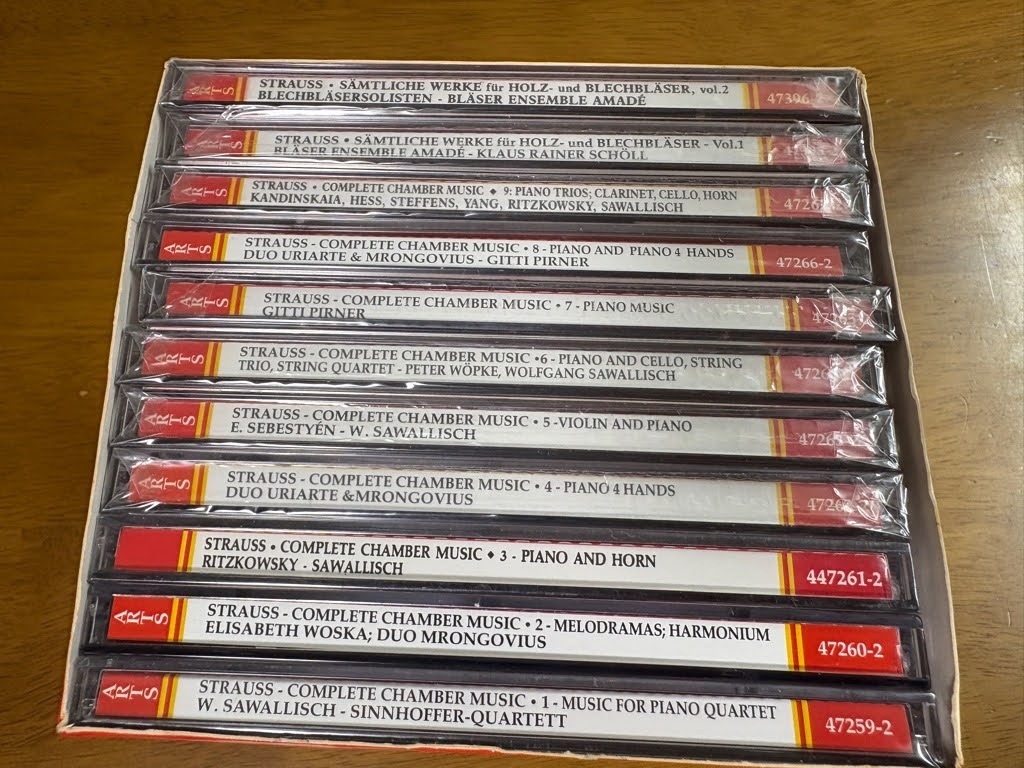 ARTS
STRAUSS • SÄMTLICHE WERKE für HOLZ- und BLECHBLÄSER, vol.2
BLECHBLÄSERSOLISTEN - BLÄSER ENSEMBLE AMADÉ
47396-2
ARTS
STRAUSS • SÄMTLICHE WERKE für HOLZ- und BLECHBLÄSER - Vol.1
BLÄSER ENSEMBLE AMADÉ - KLAUS RAINER SCHÖLL
ARTS
STRAUSS • COMPLETE CHAMBER MUSIC ◆ 9: PIANO TRIOS; CLARINET, CELLO, HORN
KANDINSKAIA, HESS, STEFFENS, YANG, RITZKOWSKY, SAWALLISCH
ARTS
STRAUSS - COMPLETE CHAMBER MUSIC • 8 - PIANO AND PIANO 4 HANDS
DUO URIARTE & MRONGOVIUS - GITTI PIRNER
47266-2
ARTS
STRAUSS - COMPLETE CHAMBER MUSIC • 7 - PIANO MUSIC
GITTI PIRNER
ARTS
STRAUSS - COMPLETE CHAMBER MUSIC •6 - PIANO AND CELLO, STRING
TRIO, STRING QUARTET - PETER WÖPKE, WOLFGANG SAWALLISCH
ARTS
STRAUSS - COMPLETE CHAMBER MUSIC • 5 -VIOLIN AND PIANO
E. SEBESTYÉN - W. SAWALLISCH
ARTS
STRAUSS - COMPLETE CHAMBER MUSIC • 4 - PIANO 4 HANDS
DUO URIARTE &MRONGOVIUS
STRAUSS • COMPLETE CHAMBER MUSIC ◆ 3 - PIANO AND HORN
RITZKOWSKY - SAWALLISCH
447261-2
ARTS
STRAUSS - COMPLETE CHAMBER MUSIC • 2 - MELODRAMAS; HARMONIUM
ELISABETH WOSKA; DUO MRONGOVIUS
47260-2
ARTS
STRAUSS - COMPLETE CHAMBER MUSIC • 1 - MUSIC FOR PIANO QUARTET
W. SAWALLISCH - SINNHOFFER-QUARTETT
47259-2